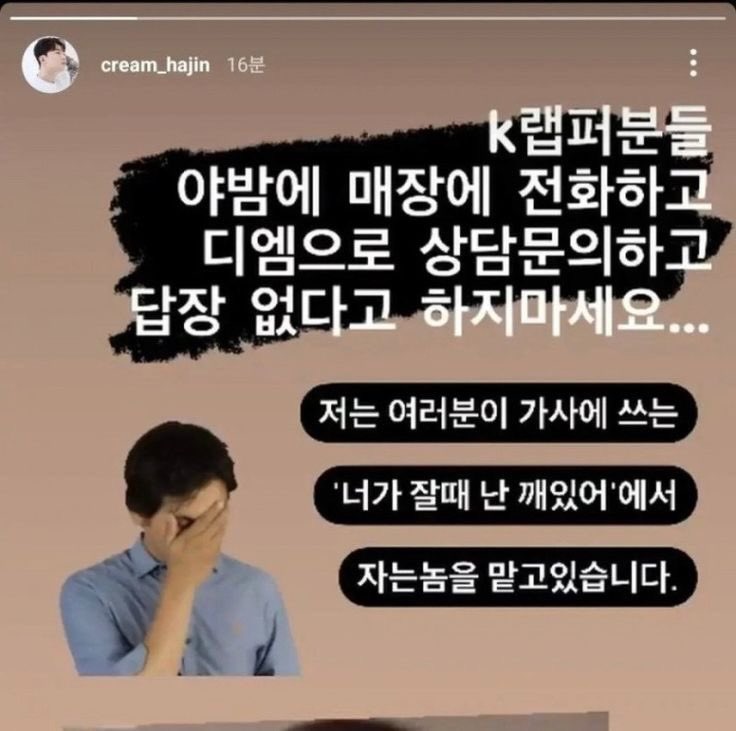 cream_hajin 16분
k랩퍼분들
야밤에 매장에 전화하고
디엠으로 상담문의하고
답장 없다고 하지마세요...
저는 여러분이 가사에 쓰는
'너가 잘때 난 깨있어'에서
자는놈을 맡고있습니다.